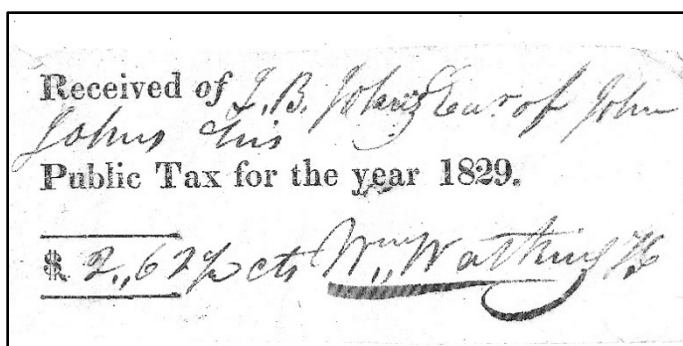 Received of J. B. Johns Exr. of John
Johns his
Public Tax for the year 1829.
$ 2,,62½ cts Wm,, Watkins